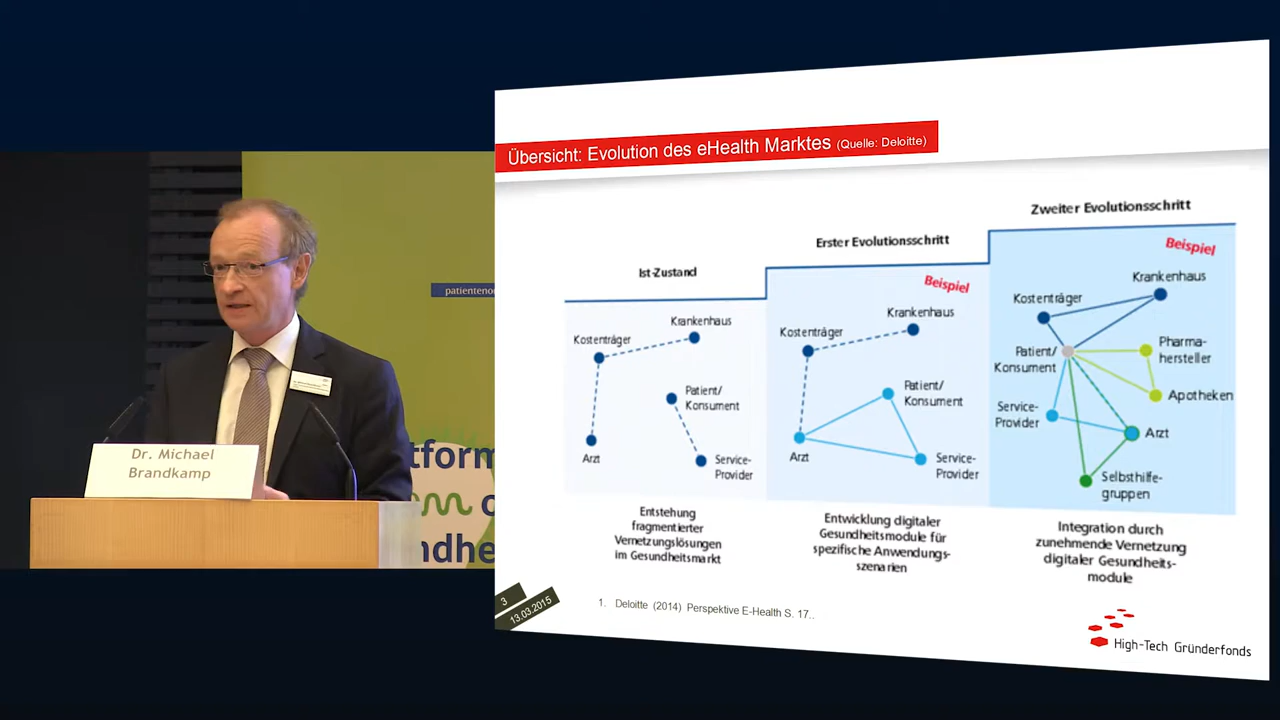 Übersicht: Evolution des eHealth Marktes (Quelle: Deloitte)
Ist-Zustand
Kostenträger
Krankenhaus
Patient/
Konsument
Arzt
Service-
Provider
Entstehung
fragmentierter
Vernetzungslösungen
im Gesundheitsmarkt
Erster Evolutionsschritt
Beispiel
Krankenhaus
Kostenträger
Patient/
Konsument
Arzt
Service-
Provider
Entwicklung digitaler
Gesundheitsmodule für
spezifische Anwendungs-
szenarien
Zweiter Evolutionsschritt
Beispiel
Krankenhaus
Kostenträger
Patient/
Konsument
Pharma-
hersteller
Apotheken
Service-
Provider
Arzt
Selbsthilfe-
gruppen
Integration durch
zunehmende Vernetzung
digitaler Gesundheits-
module
1. Deloitte (2014) Perspektive E-Health S. 17..
3
13.03.2015
High-Tech Gründerfonds
Dr. Michael
Brandkamp
patienteno
tform
ndhe